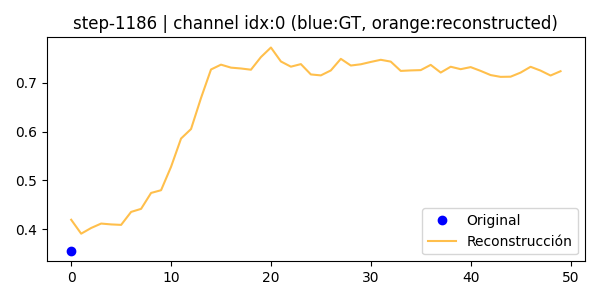 step-1186 | channel idx:0 (blue:GT, orange:reconstructed)
0.7
0.6
0.5
0.4
Original
Reconstrucción
0 10 20 30 40 50